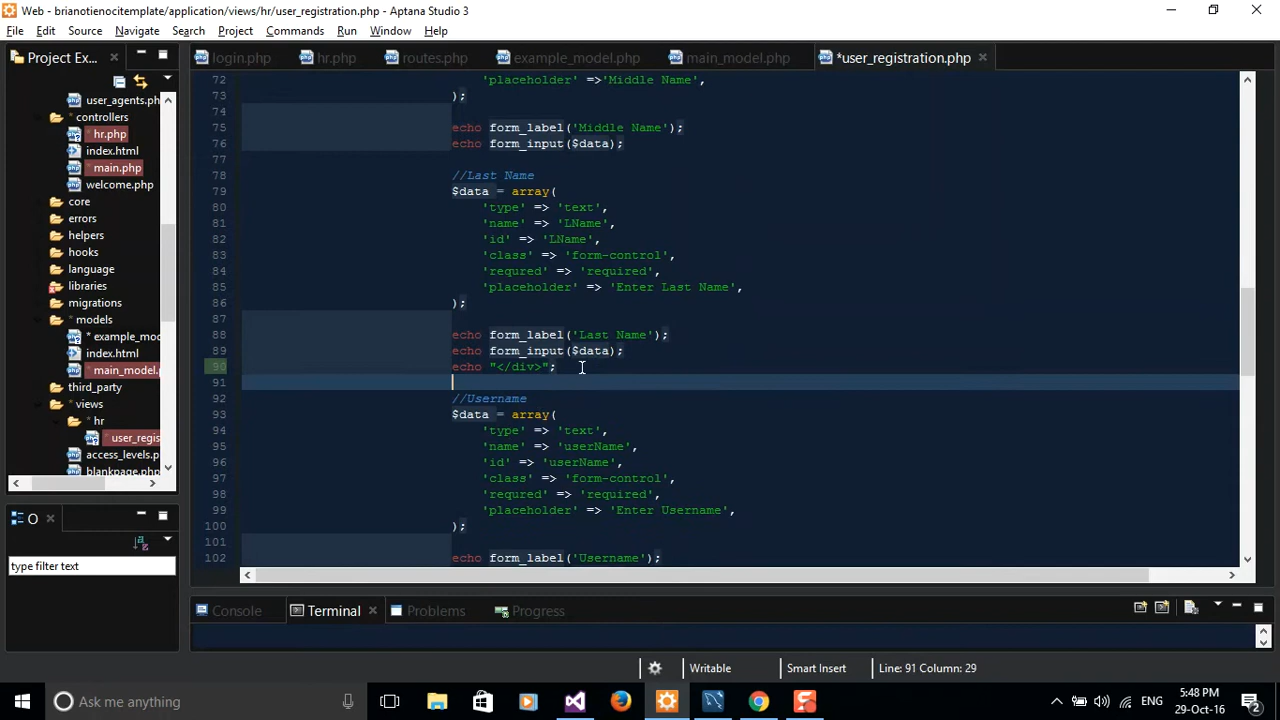 Web - brianotienocitemplate/application/views/hr/user_registration.php - Aptana Studio 3
File Edit Source Navigate Search Project Commands Run Window Help
Project Ex...
login.php
hr.php
routes.php
example_model.php
main_model.php
*user_registration.php
user_agents.ph
controllers
* hr.php
index.html
* main.php
welcome.php
core
errors
helpers
hooks
language
libraries
migrations
models
* example_mod
index.html
main_model.p
third_party
views
hr
user_regis
access_levels.p
blankpage.php
O
type filter text
72 'placeholder' =>'Middle Name',
73 );
74
75 echo form_label('Middle Name');
76 echo form_input($data);
77
78 //Last Name
79 $data = array(
80 'type' => 'text',
81 'name' => 'LName',
82 'id' => 'LName',
83 'class' => 'form-control',
84 'requred' => 'required',
85 'placeholder' => 'Enter Last Name',
86 );
87
88 echo form_label('Last Name');
89 echo form_input($data);
90 echo "</div>";
91
92 //Username
93 $data = array(
94 'type' => 'text',
95 'name' => 'userName',
96 'id' => 'userName',
97 'class' => 'form-control',
98 'requred' => 'required',
99 'placeholder' => 'Enter Username',
100 );
101
102 echo form_label('Username');
Console
Terminal
Problems
Progress
Writable
Smart Insert
Line: 91 Column: 29
Ask me anything
ENG
5:48 PM
29-Oct-16
2